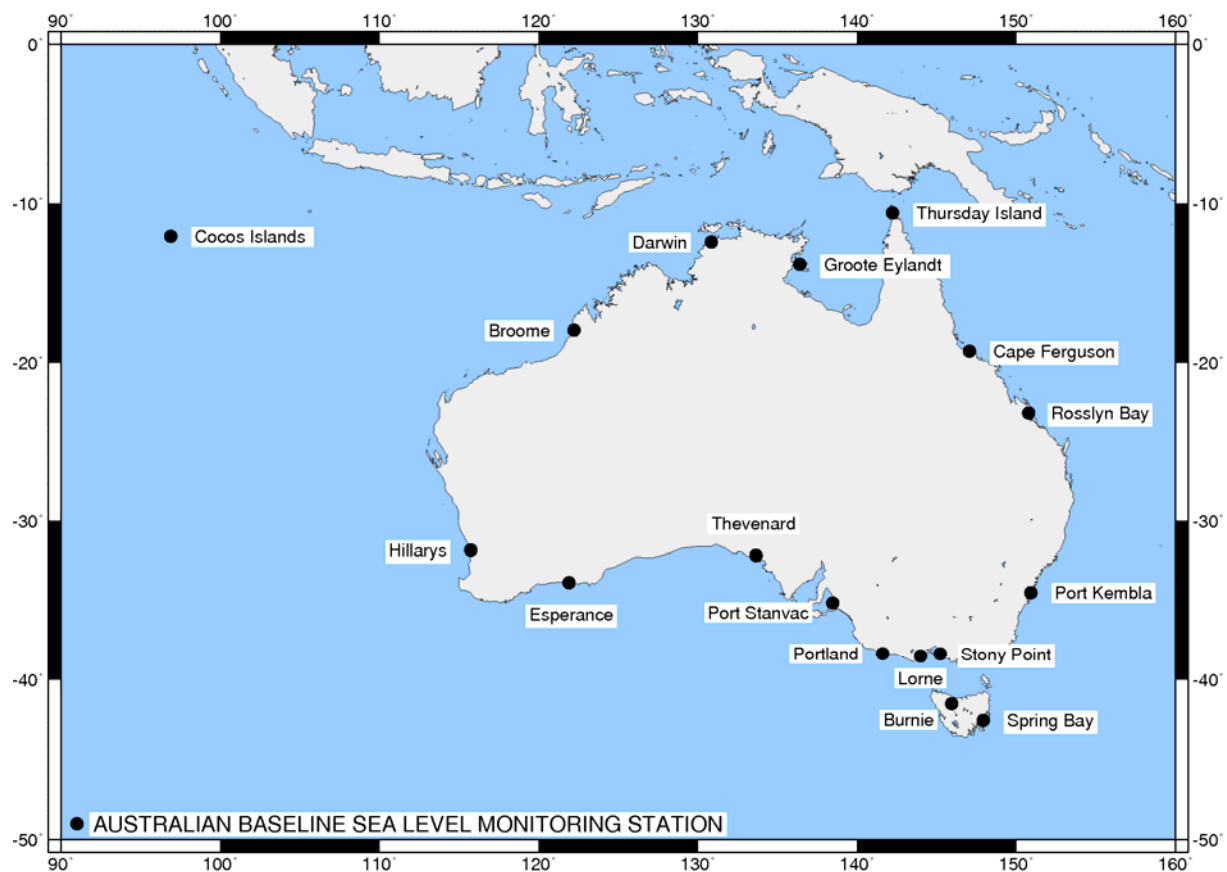 90° 100° 110° 120° 130° 140° 150° 160°
0° 0°
-10° -10°
Thursday Island
Cocos Islands
Darwin
Groote Eylandt
Broome
Cape Ferguson
-20° -20°
Rosslyn Bay
-30° -30°
Thevenard
Hillarys
Port Kembla
Esperance
Port Stanvac
Portland
Stony Point
Lorne
-40° -40°
Burnie
Spring Bay
AUSTRALIAN BASELINE SEA LEVEL MONITORING STATION
-50° -50°
90° 100° 110° 120° 130° 140° 150° 160°